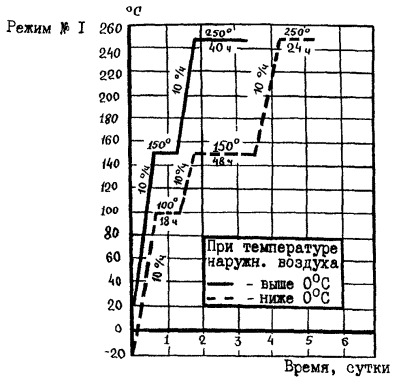 °C
Режим № I
260
240
220
200
180
160
140
120
100
80
60
40
20
0
-20
250°
40 ч
250°
24 ч
10 °/ч
10 °/ч
150°
150°
48 ч
10 °/ч
10 °/ч
100°
18 ч
10 °/ч
При температуре
наружн. воздуха
- выше 0°C
- ниже 0°C
1 2 3 4 5 6
Время, сутки